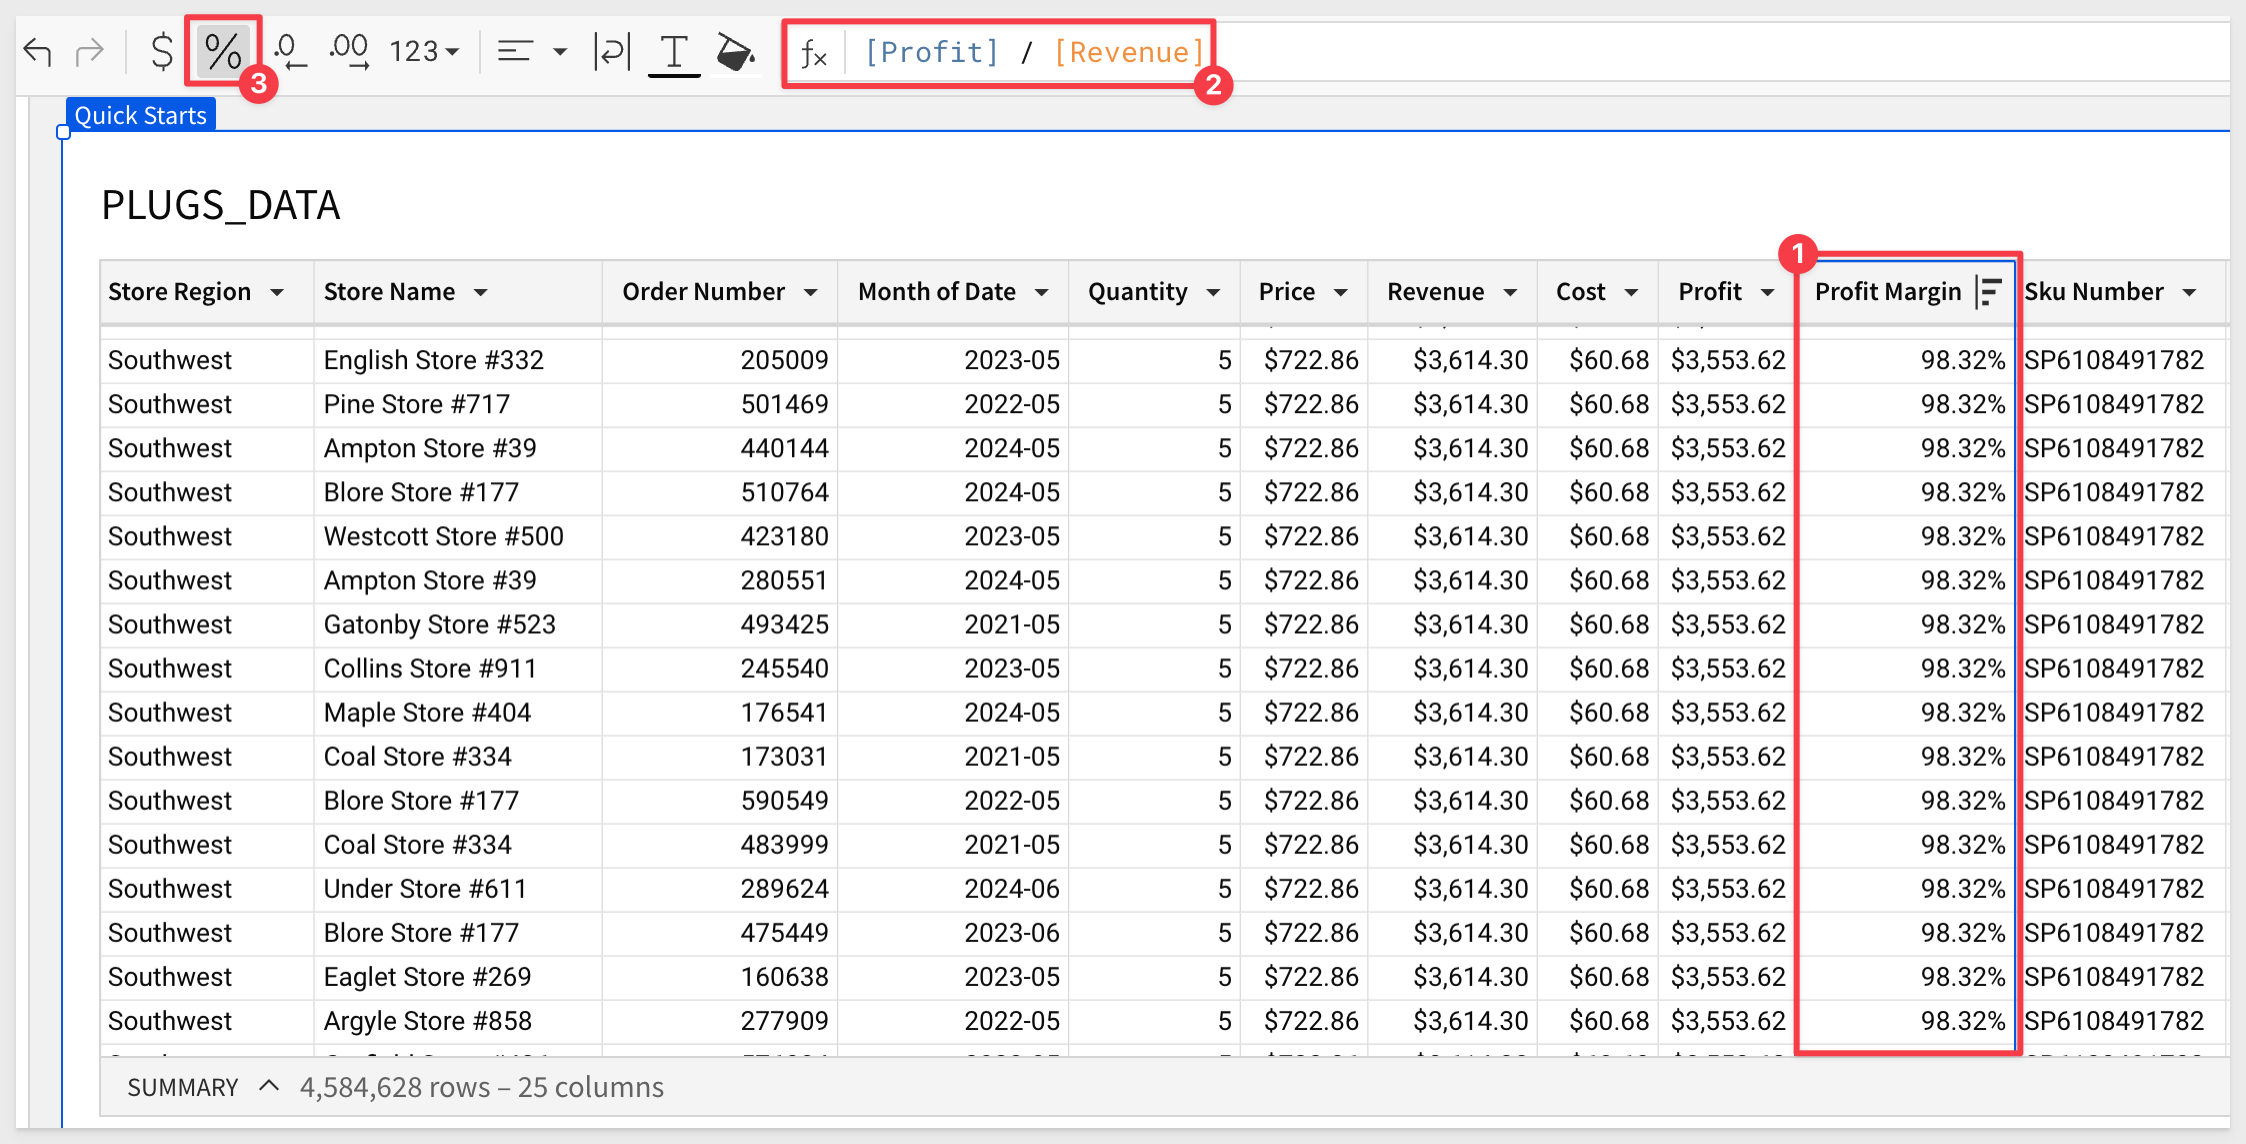 $ % .0 .00 123 T fx [Profit] / [Revenue]
3 2
Quick Starts
PLUGS_DATA
1
Store Region Store Name Order Number Month of Date Quantity Price Revenue Cost Profit Profit Margin Sku Number
Southwest English Store #332 205009 2023-05 5 $722.86 $3,614.30 $60.68 $3,553.62 98.32% SP6108491782
Southwest Pine Store #717 501469 2022-05 5 $722.86 $3,614.30 $60.68 $3,553.62 98.32% SP6108491782
Southwest Ampton Store #39 440144 2024-05 5 $722.86 $3,614.30 $60.68 $3,553.62 98.32% SP6108491782
Southwest Blore Store #177 510764 2024-05 5 $722.86 $3,614.30 $60.68 $3,553.62 98.32% SP6108491782
Southwest Westcott Store #500 423180 2023-05 5 $722.86 $3,614.30 $60.68 $3,553.62 98.32% SP6108491782
Southwest Ampton Store #39 280551 2024-05 5 $722.86 $3,614.30 $60.68 $3,553.62 98.32% SP6108491782
Southwest Gatonby Store #523 493425 2021-05 5 $722.86 $3,614.30 $60.68 $3,553.62 98.32% SP6108491782
Southwest Collins Store #911 245540 2023-05 5 $722.86 $3,614.30 $60.68 $3,553.62 98.32% SP6108491782
Southwest Maple Store #404 176541 2024-05 5 $722.86 $3,614.30 $60.68 $3,553.62 98.32% SP6108491782
Southwest Coal Store #334 173031 2021-05 5 $722.86 $3,614.30 $60.68 $3,553.62 98.32% SP6108491782
Southwest Blore Store #177 590549 2022-05 5 $722.86 $3,614.30 $60.68 $3,553.62 98.32% SP6108491782
Southwest Coal Store #334 483999 2021-05 5 $722.86 $3,614.30 $60.68 $3,553.62 98.32% SP6108491782
Southwest Under Store #611 289624 2024-06 5 $722.86 $3,614.30 $60.68 $3,553.62 98.32% SP6108491782
Southwest Blore Store #177 475449 2023-06 5 $722.86 $3,614.30 $60.68 $3,553.62 98.32% SP6108491782
Southwest Eaglet Store #269 160638 2023-05 5 $722.86 $3,614.30 $60.68 $3,553.62 98.32% SP6108491782
Southwest Argyle Store #858 277909 2022-05 5 $722.86 $3,614.30 $60.68 $3,553.62 98.32% SP6108491782
SUMMARY 4,584,628 rows – 25 columns